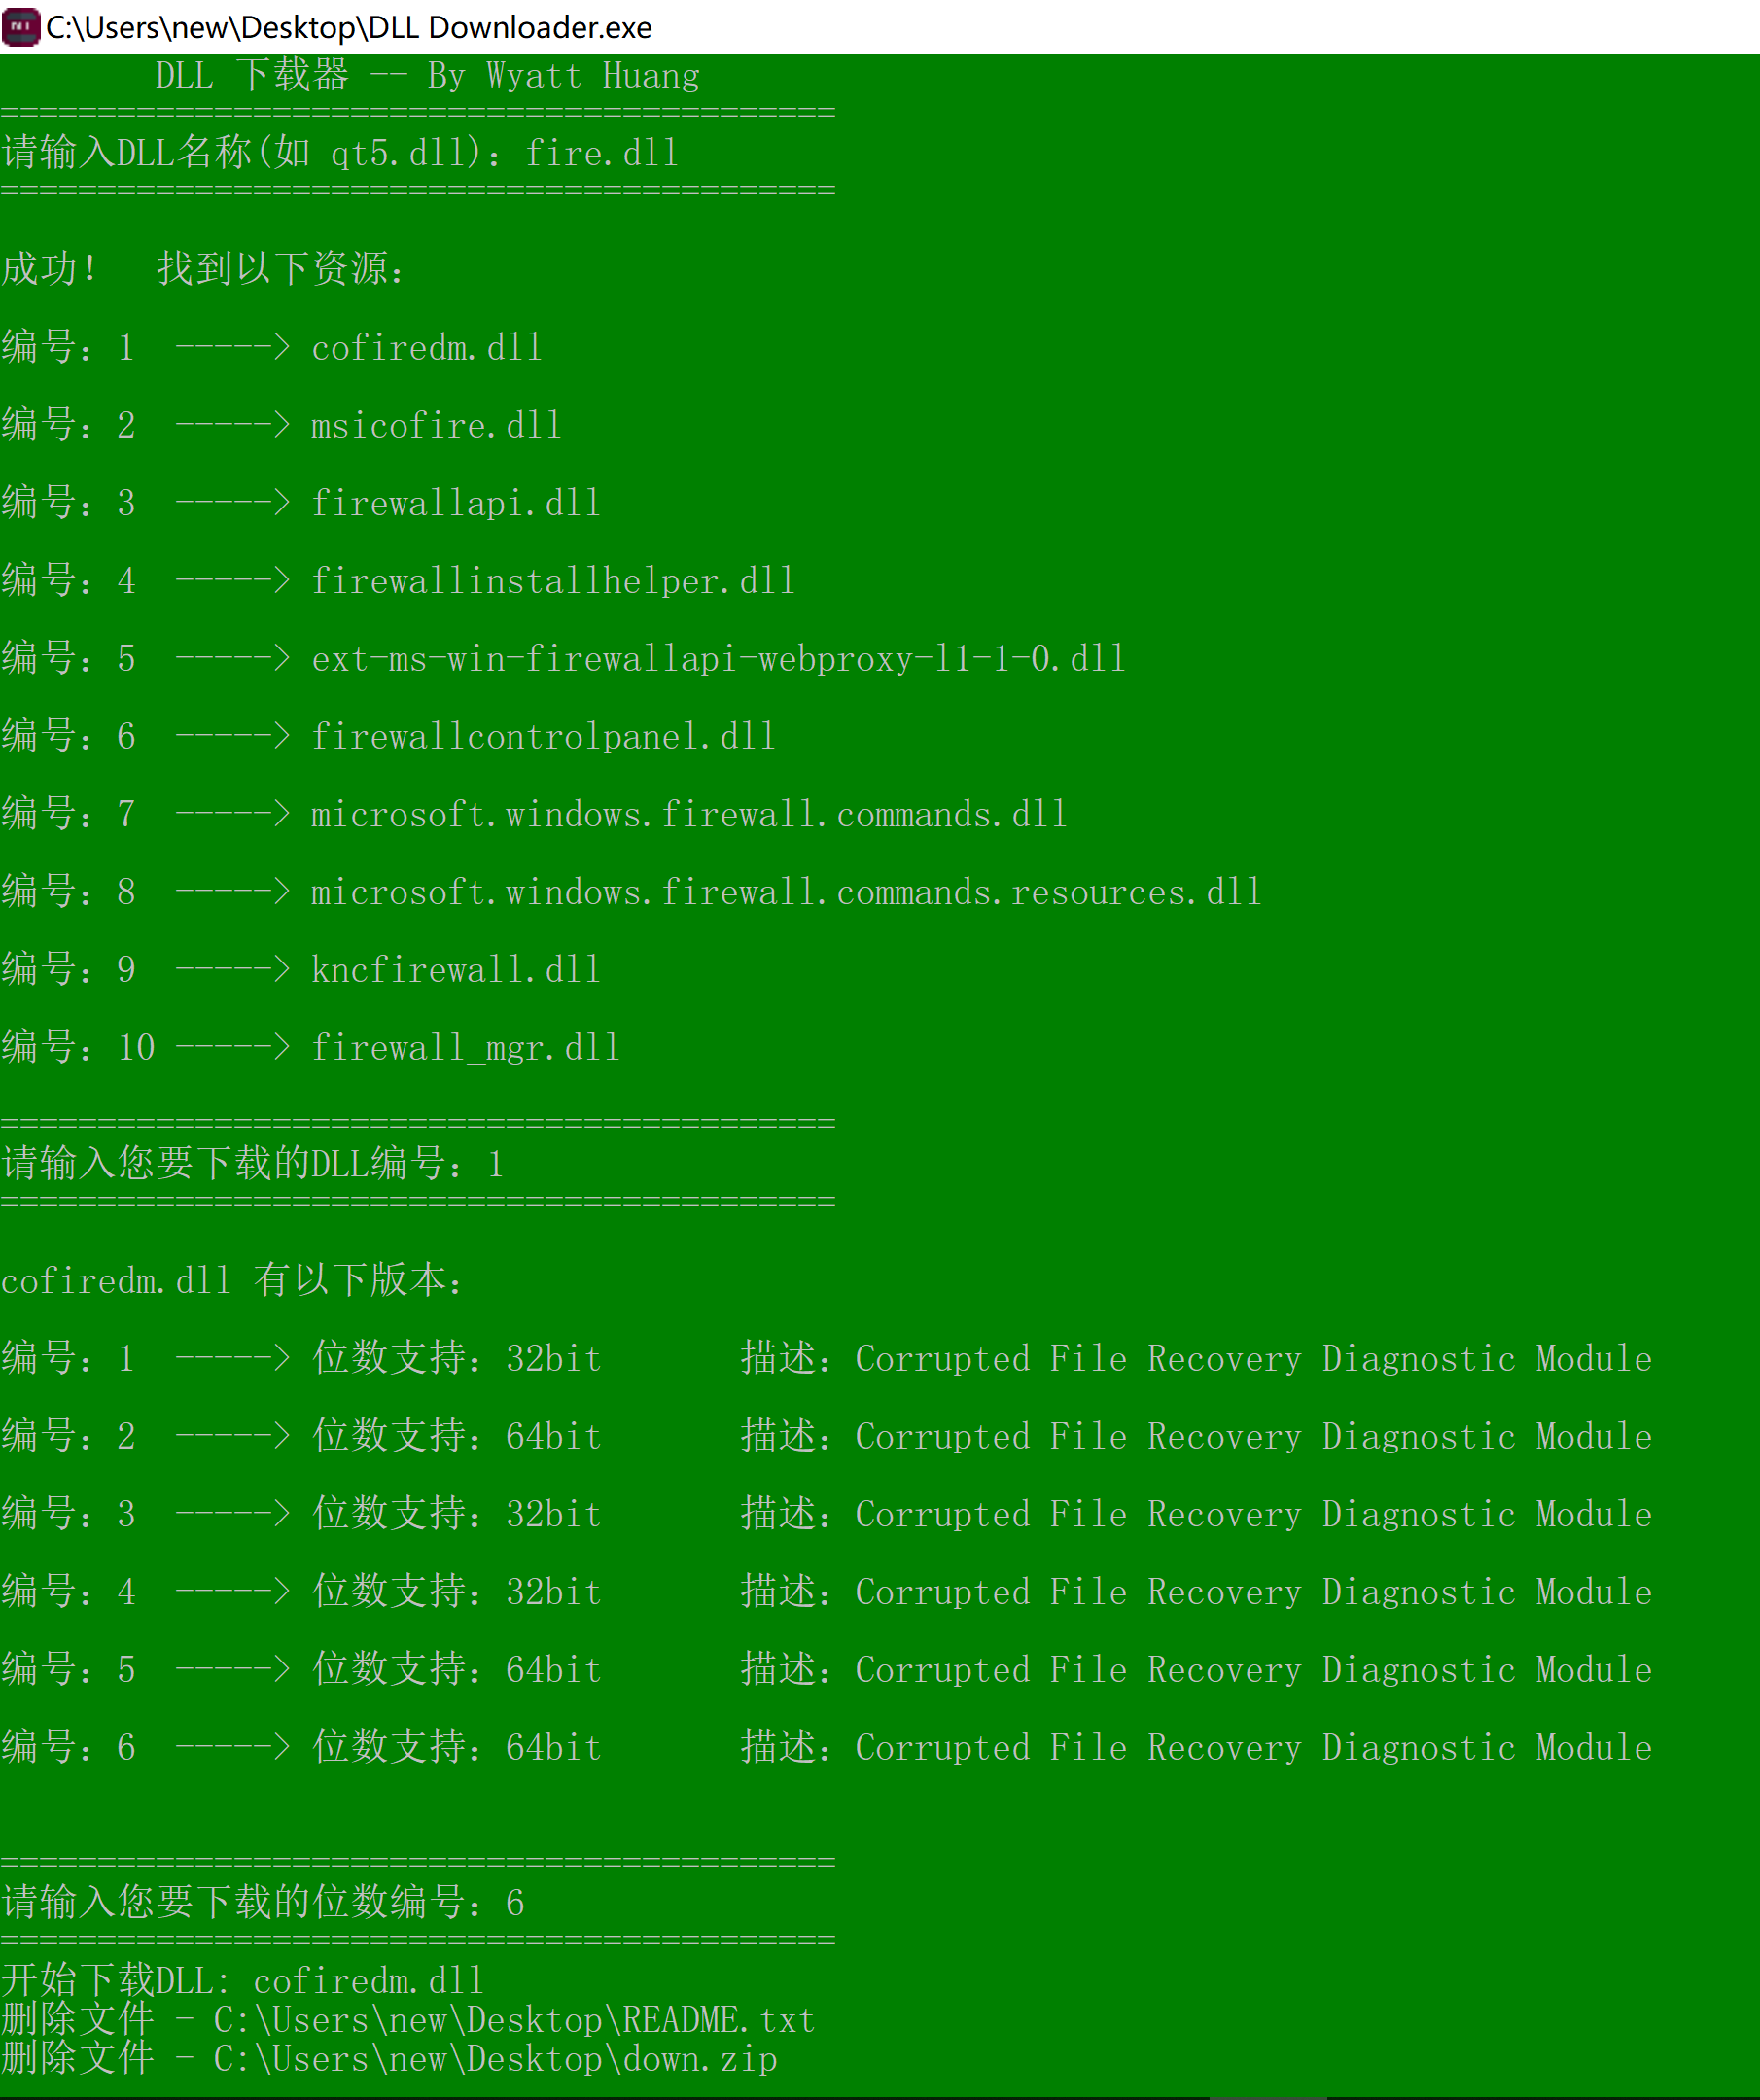 C:\Users\new\Desktop\DLL Downloader.exe
DLL 下载器 -- By Wyatt Huang
===========================================
请输入DLL名称(如 qt5.dll)：fire.dll
===========================================
成功！ 找到以下资源：
编号：1 -----> cofiredm.dll
编号：2 -----> msicofire.dll
编号：3 -----> firewallapi.dll
编号：4 -----> firewallinstallhelper.dll
编号：5 -----> ext-ms-win-firewallapi-webproxy-l1-1-0.dll
编号：6 -----> firewallcontrolpanel.dll
编号：7 -----> microsoft.windows.firewall.commands.dll
编号：8 -----> microsoft.windows.firewall.commands.resources.dll
编号：9 -----> kncfirewall.dll
编号：10 -----> firewall_mgr.dll
===========================================
请输入您要下载的DLL编号：1
===========================================
cofiredm.dll 有以下版本：
编号：1 -----> 位数支持：32bit 描述：Corrupted File Recovery Diagnostic Module
编号：2 -----> 位数支持：64bit 描述：Corrupted File Recovery Diagnostic Module
编号：3 -----> 位数支持：32bit 描述：Corrupted File Recovery Diagnostic Module
编号：4 -----> 位数支持：32bit 描述：Corrupted File Recovery Diagnostic Module
编号：5 -----> 位数支持：64bit 描述：Corrupted File Recovery Diagnostic Module
编号：6 -----> 位数支持：64bit 描述：Corrupted File Recovery Diagnostic Module
===========================================
请输入您要下载的位数编号：6
===========================================
开始下载DLL: cofiredm.dll
删除文件 - C:\Users\new\Desktop\README.txt
删除文件 - C:\Users\new\Desktop\down.zip